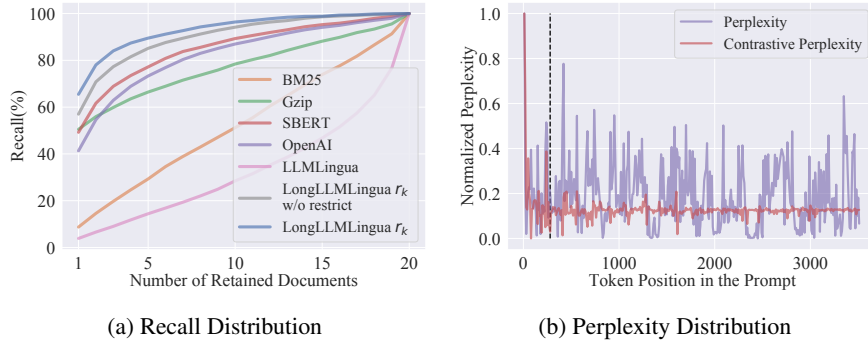 100
80
60
40
20
0
Recall(%)
BM25
Gzip
SBERT
OpenAI
LLMLingua
LongLLMLingua rₖ
w/o restrict
LongLLMLingua rₖ
1
5
10
15
20
Number of Retained Documents
(a) Recall Distribution
1.0
0.8
0.6
0.4
0.2
0.0
Normalized Perplexity
Perplexity
Contrastive Perplexity
0
1000
2000
3000
Token Position in the Prompt
(b) Perplexity Distribution